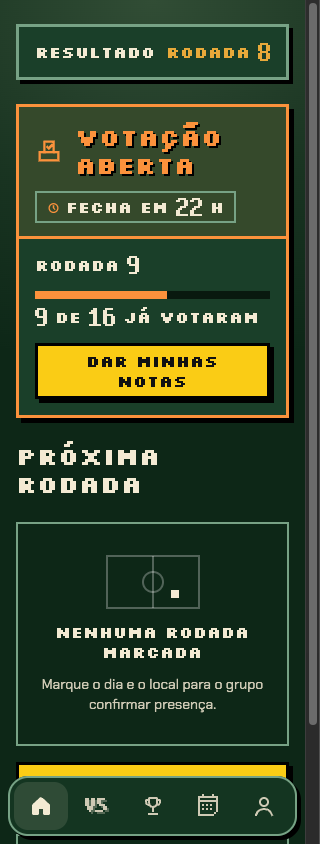 RESULTADO RODADA 8
VOTAÇÃO
ABERTA
FECHA EM 22 H
RODADA 9
9 DE 16 JÁ VOTARAM
DAR MINHAS
NOTAS
PRÓXIMA
RODADA
NENHUMA RODADA
MARCADA
Marque o dia e o local para o grupo
confirmar presença.
VS